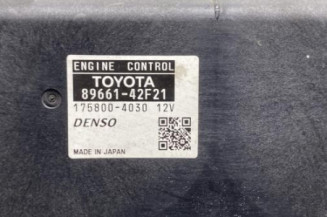 ENGINE CONTROL
TOYOTA
89661-42F21
175800-4030 12V
DENSO
MADE IN JAPAN